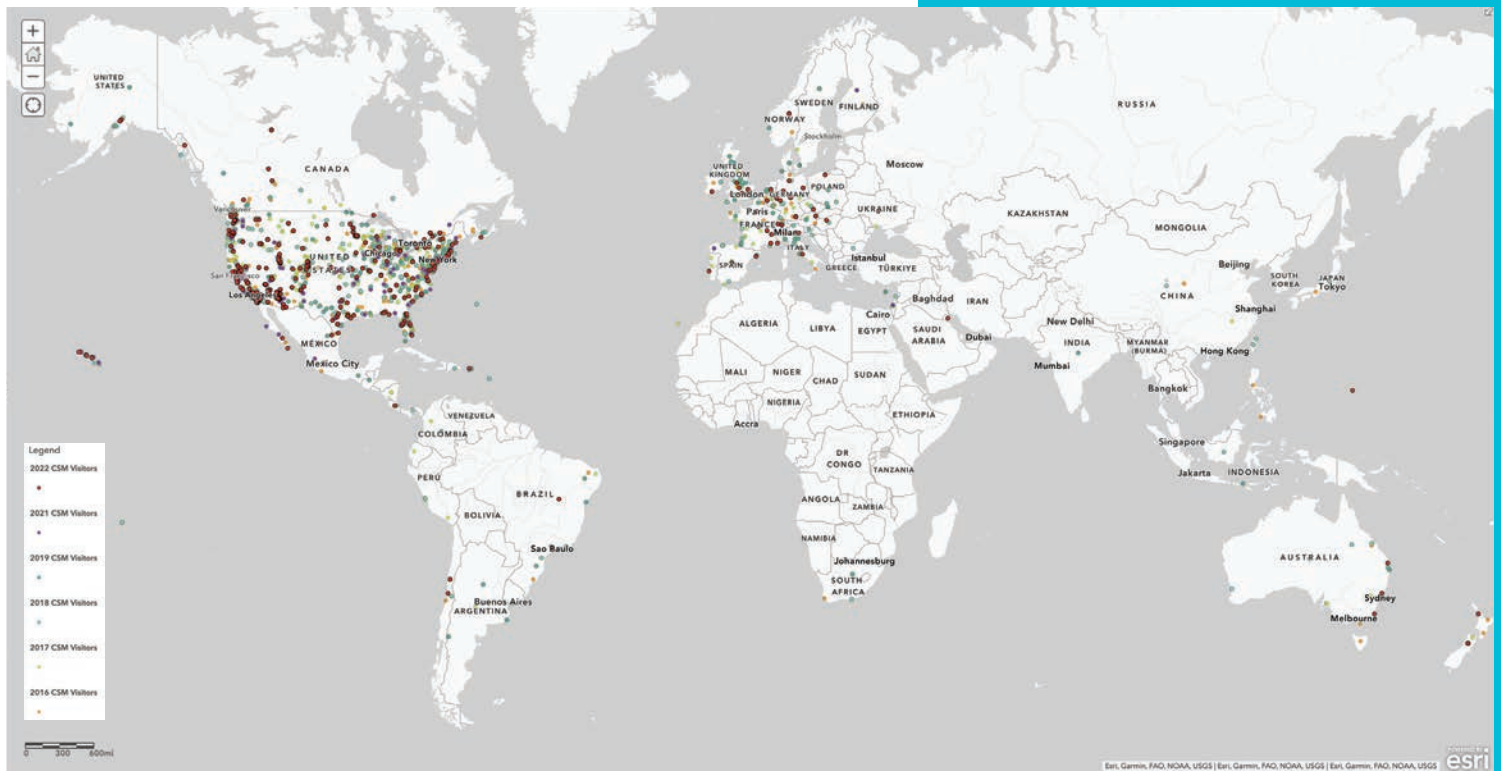 UNITED
STATES
CANADA
Vancouver
UNITED
STATES
Toronto
Chicago
New York
San Francisco
Los Angeles
MÉXICO
Mexico City
VENEZUELA
COLOMBIA
PERÚ
BRAZIL
BOLIVIA
Sao Paulo
Buenos Aires
ARGENTINA
SWEDEN
FINLAND
NORWAY
Stockholm
RUSSIA
Moscow
UNITED
KINGDOM
London
GERMANY
POLAND
Paris
UKRAINE
FRANCE
Milan
ITALY
SPAIN
GREECE
Istanbul
TÜRKIYE
KAZAKHSTAN
MONGOLIA
Beijing
SOUTH
KOREA
JAPAN
Tokyo
CHINA
Shanghai
Baghdad
IRAN
Cairo
ALGERIA
LIBYA
EGYPT
SAUDI
ARABIA
Dubai
New Delhi
INDIA
MYANMAR
(BURMA)
Hong Kong
Mumbai
Bangkok
MALI
NIGER
CHAD
SUDAN
NIGERIA
ETHIOPIA
Accra
DR
CONGO
TANZANIA
Singapore
Jakarta
INDONESIA
ANGOLA
ZAMBIA
NAMIBIA
Johannesburg
SOUTH
AFRICA
AUSTRALIA
Sydney
Melbourne
Legend
2022 CSM Visitors
2021 CSM Visitors
2019 CSM Visitors
2018 CSM Visitors
2017 CSM Visitors
2016 CSM Visitors
0 300 600mi
Esri, Garmin, FAO, NOAA, USGS | Esri, Garmin, FAO, NOAA, USGS | Esri, Garmin, FAO, NOAA, USGS
POWERED BY
esri